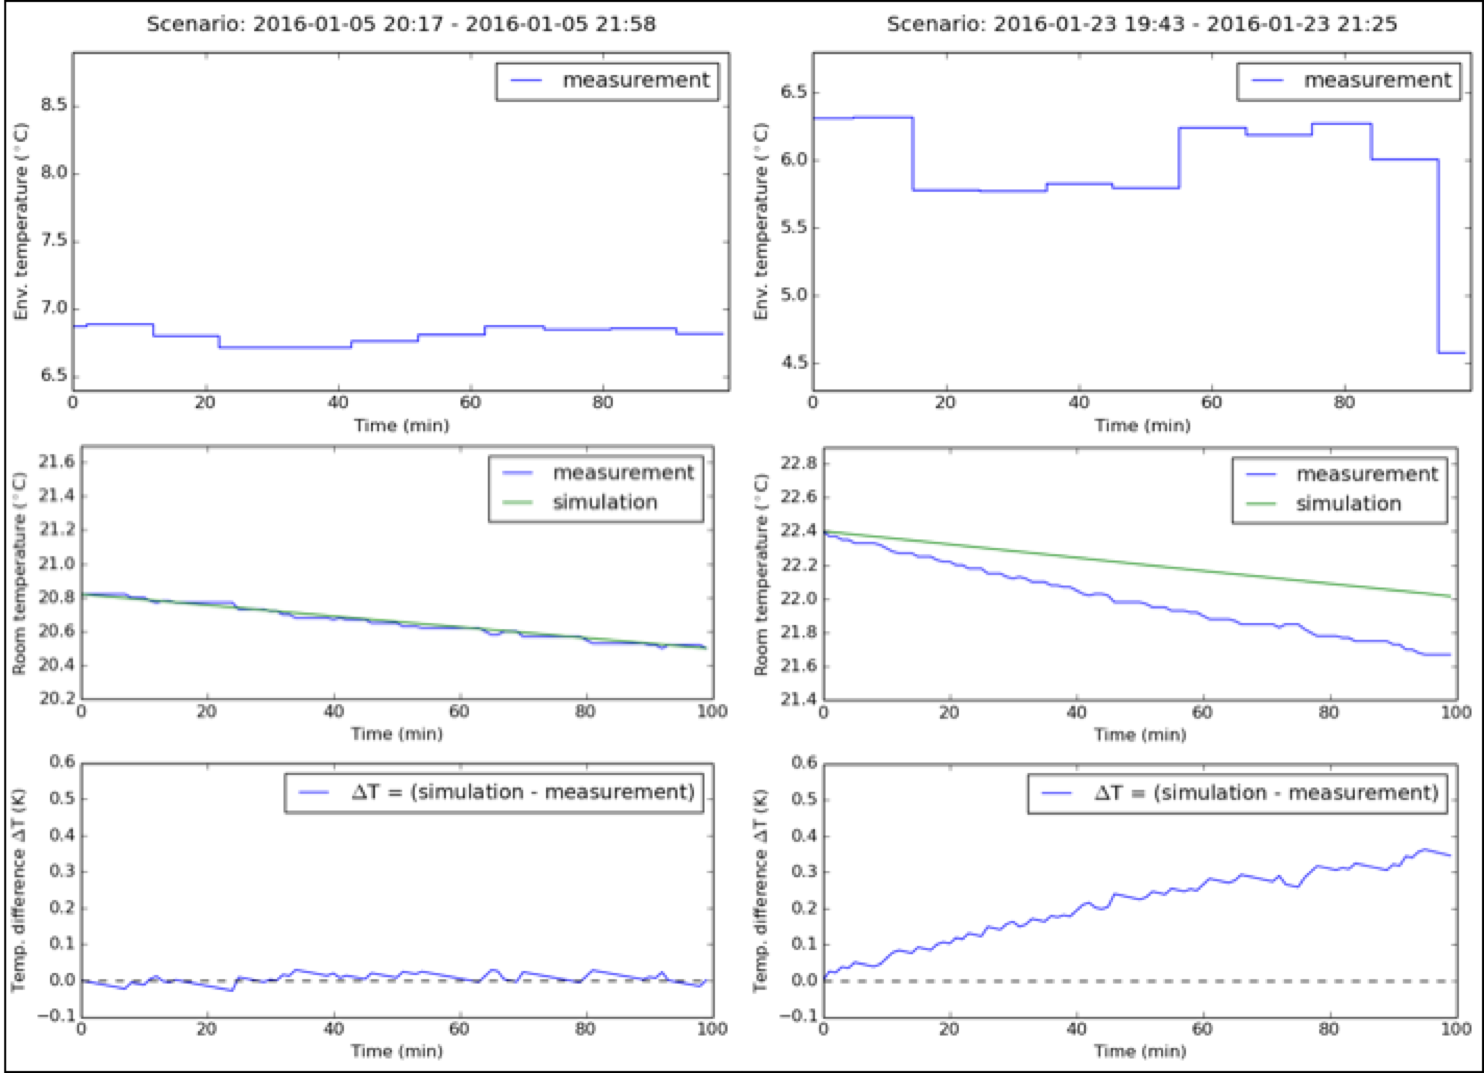 Scenario: 2016-01-05 20:17 - 2016-01-05 21:58
measurement
Env. temperature (°C)
8.5
8.0
7.5
7.0
6.5
0 20 40 60 80
Time (min)
measurement
simulation
Room temperature (°C)
21.6
21.4
21.2
21.0
20.8
20.6
20.4
20.2
0 20 40 60 80 100
Time (min)
ΔT = (simulation - measurement)
Temp. difference ΔT (K)
0.6
0.5
0.4
0.3
0.2
0.1
0.0
−0.1
0 20 40 60 80 100
Time (min)
Scenario: 2016-01-23 19:43 - 2016-01-23 21:25
measurement
Env. temperature (°C)
6.5
6.0
5.5
5.0
4.5
0 20 40 60 80
Time (min)
measurement
simulation
Room temperature (°C)
22.8
22.6
22.4
22.2
22.0
21.8
21.6
21.4
0 20 40 60 80 100
Time (min)
ΔT = (simulation - measurement)
Temp. difference ΔT (K)
0.6
0.5
0.4
0.3
0.2
0.1
0.0
−0.1
0 20 40 60 80 100
Time (min)